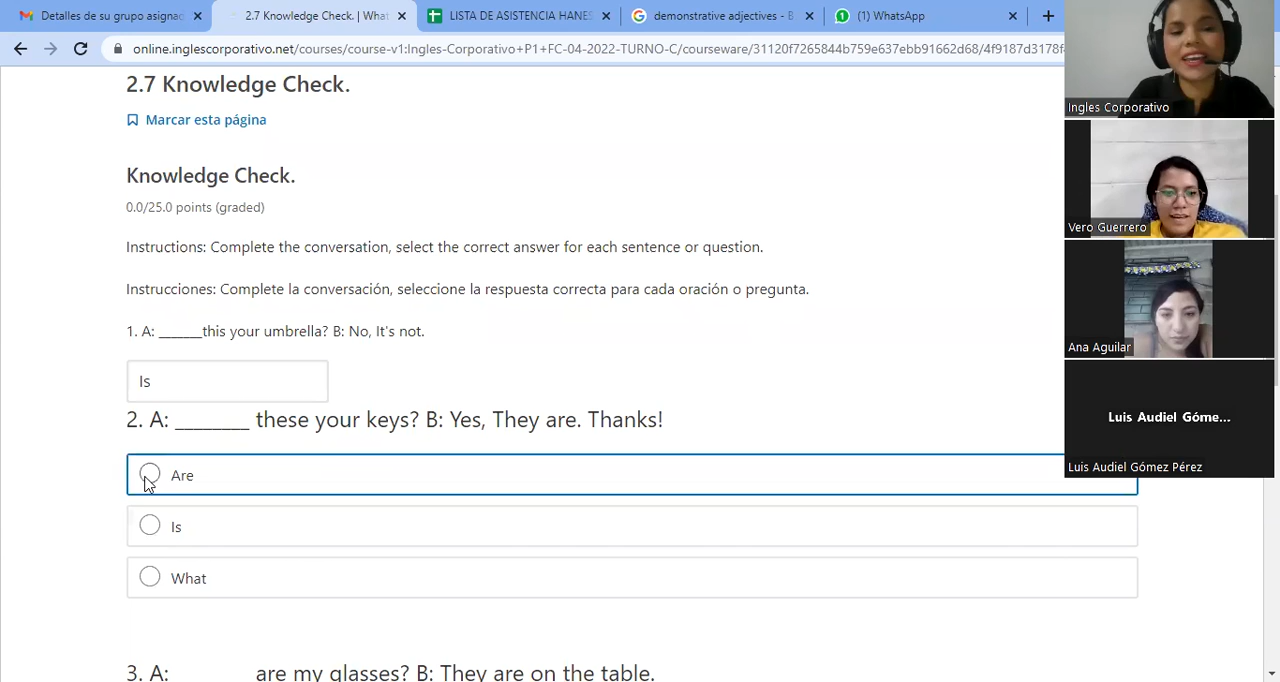 Detalles de su grupo asignac
2.7 Knowledge Check. | What
LISTA DE ASISTENCIA HANES
demonstrative adjectives - B
(1) WhatsApp
online.inglescorporativo.net/courses/course-v1:Ingles-Corporativo+P1+FC-04-2022-TURNO-C/courseware/31120f7265844b759e637ebb91662d68/4f9187d3178f4
2.7 Knowledge Check.
Marcar esta página
Knowledge Check.
0.0/25.0 points (graded)
Instructions: Complete the conversation, select the correct answer for each sentence or question.
Instrucciones: Complete la conversación, seleccione la respuesta correcta para cada oración o pregunta.
1. A: ______this your umbrella? B: No, It's not.
Is
2. A: ________ these your keys? B: Yes, They are. Thanks!
Are
Is
What
3. A: ________ are my glasses? B: They are on the table.
Ingles Corporativo
Vero Guerrero
Ana Aguilar
Luis Audiel Góme...
Luis Audiel Gómez Pérez